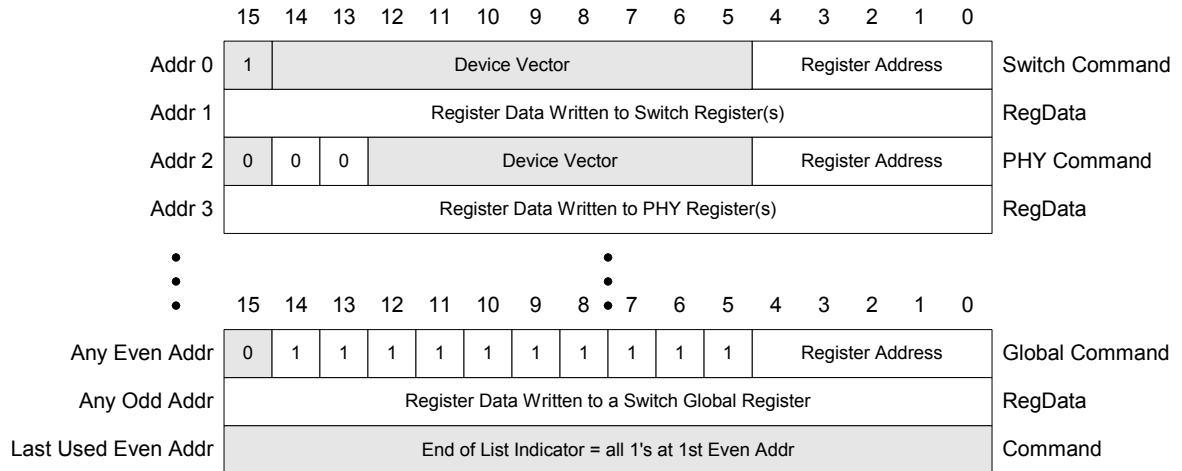 15 14 13 12 11 10 9 8 7 6 5 4 3 2 1 0
Addr 0 1 Device Vector Register Address Switch Command
Addr 1 Register Data Written to Switch Register(s) RegData
Addr 2 0 0 0 Device Vector Register Address PHY Command
Addr 3 Register Data Written to PHY Register(s) RegData
15 14 13 12 11 10 9 8 7 6 5 4 3 2 1 0
Any Even Addr 0 1 1 1 1 1 1 1 1 1 1 Register Address Global Command
Any Odd Addr Register Data Written to a Switch Global Register RegData
Last Used Even Addr End of List Indicator = all 1's at 1st Even Addr Command